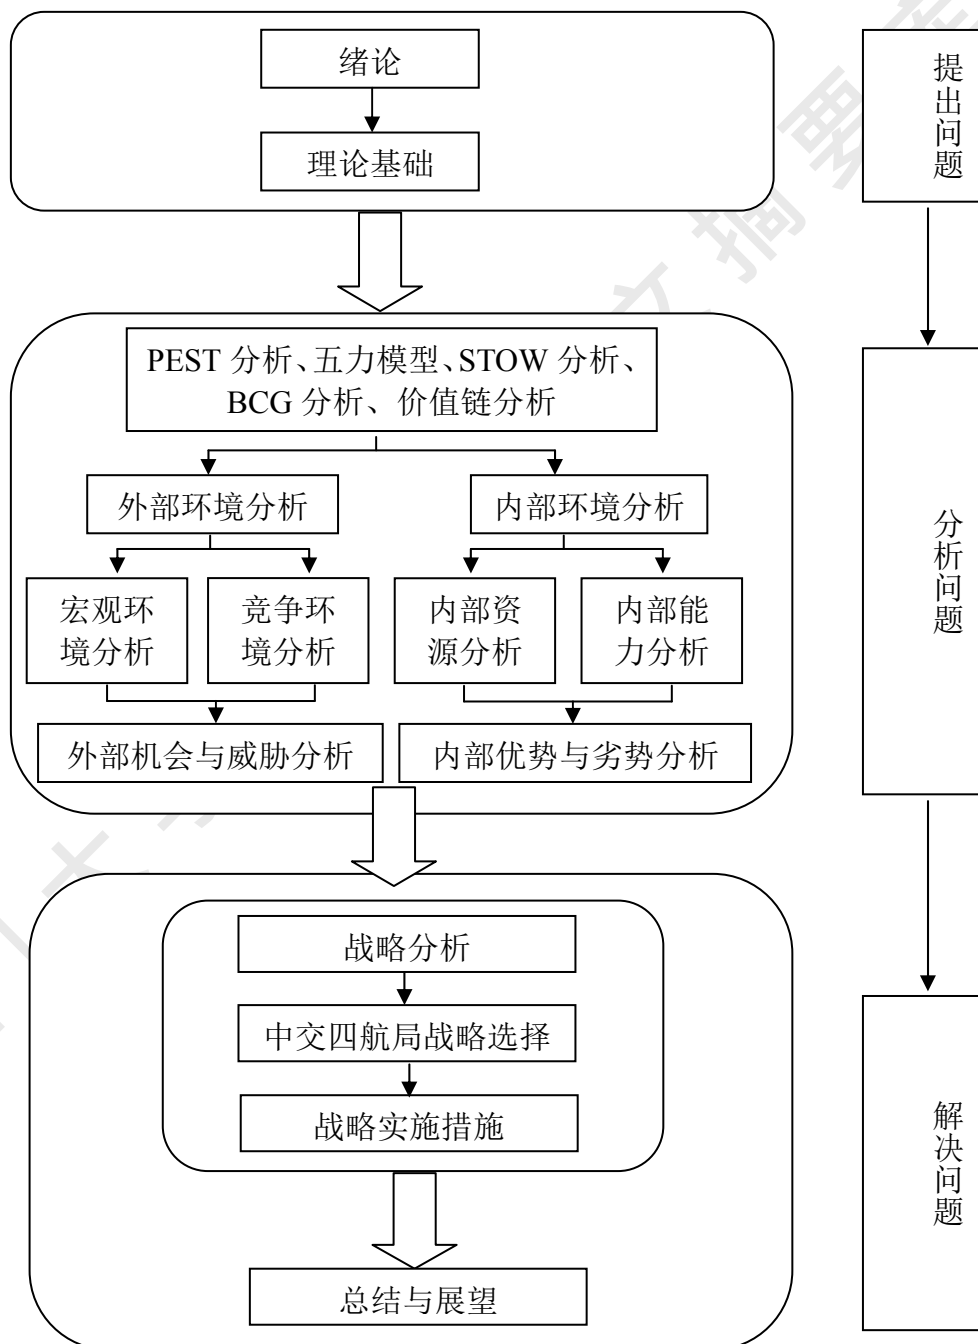 绪论
理论基础
提出问题
PEST 分析、五力模型、STOW 分析、
BCG 分析、价值链分析
外部环境分析
内部环境分析
宏观环
境分析
竞争环
境分析
内部资
源分析
内部能
力分析
外部机会与威胁分析
内部优势与劣势分析
分析问题
战略分析
中交四航局战略选择
战略实施措施
总结与展望
解决问题
文摘要库